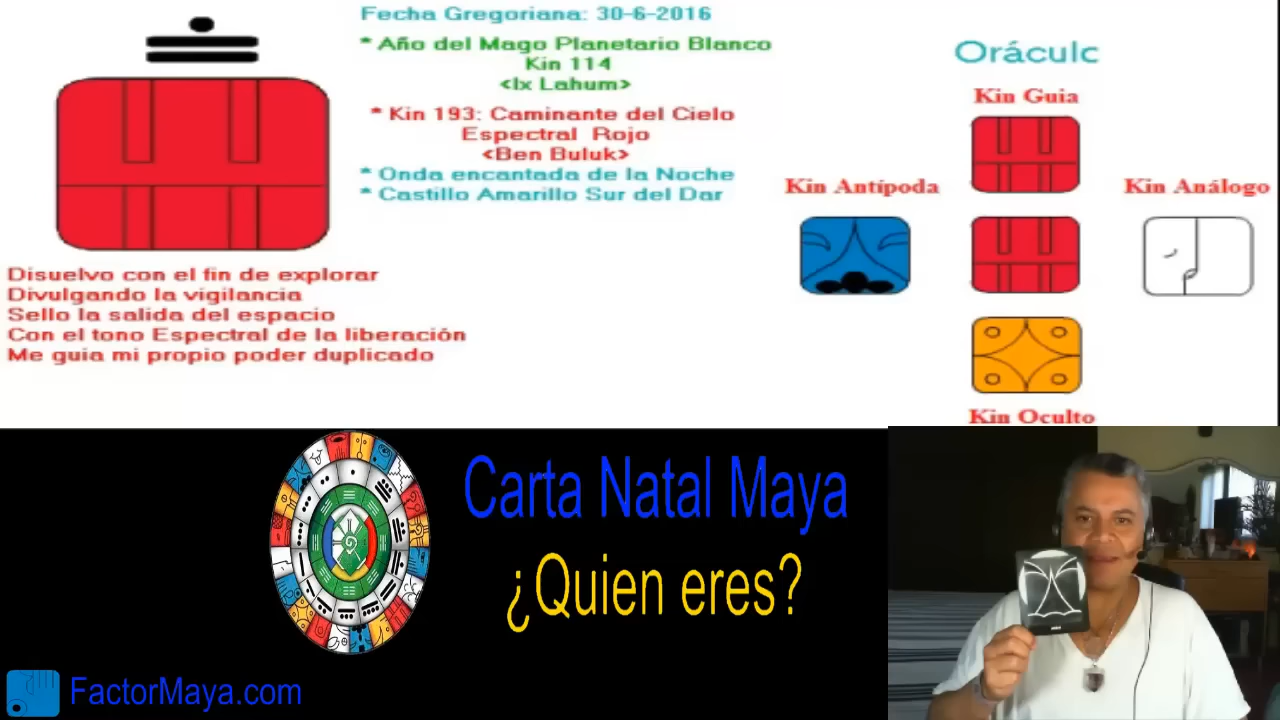 Fecha Gregoriana: 30-6-2016
* Año del Mago Planetario Blanco
Kin 114
<Ix Lahum>
* Kin 193: Caminante del Cielo
Espectral Rojo
<Ben Buluk>
* Onda encantada de la Noche
* Castillo Amarillo Sur del Dar
Disuelvo con el fin de explorar
Divulgando la vigilancia
Sello la salida del espacio
Con el tono Espectral de la liberación
Me guia mi propio poder duplicado
Oráculc
Kin Guia
Kin Antípoda
Kin Análogo
Kin Oculto
Carta Natal Maya
¿Quien eres?
FactorMaya.com